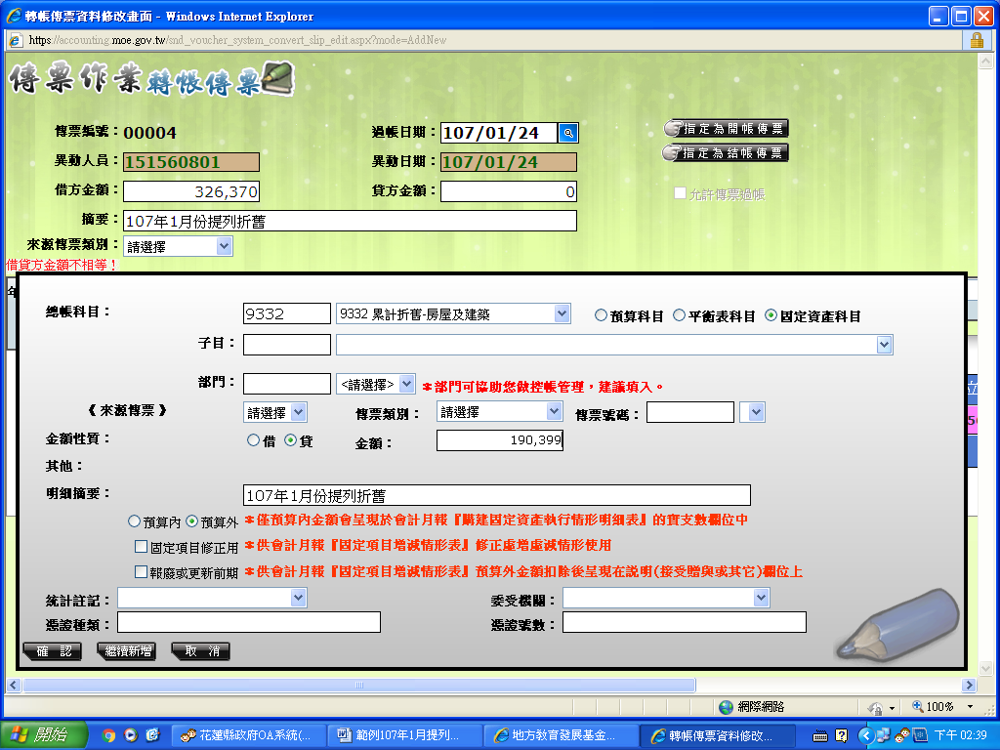 轉帳傳票資料修改畫面 - Windows Internet Explorer
https://accounting.moe.gov.tw/snd_voucher_system_convert_slip_edit.aspx?mode=AddNew
傳票作業轉帳傳票
傳票編號：00004 過帳日期：107/01/24 指定為開帳傳票
異動人員：151560801 異動日期：107/01/24 指定為結帳傳票
借方金額：326,370 貸方金額：0 允許傳票過帳
摘要：107年1月份提列折舊
來源傳票類別：請選擇
借貸方金額不相等！
總帳科目： 9332 9332 累計折舊-房屋及建築 預算科目 平衡表科目 固定資產科目
子目：
部門： <請選擇> ＊部門可協助您做控帳管理，建議填入。
《 來源傳票 》 請選擇 傳票類別： 請選擇 傳票號碼：
金額性質： 借 貸 金額： 190,399
其他：
明細摘要： 107年1月份提列折舊
預算內 預算外 ＊僅預算內金額會呈現於會計月報『購建固定資產執行情形明細表』的實支數欄位中
固定項目修正用 ＊供會計月報『固定項目增減情形表』修正重增重減情形使用
報廢或更新前期 ＊供會計月報『固定項目增減情形表』預算外金額扣除後呈現在說明(接受贈與或其它)欄位上
統計註記： 委受機關：
憑證種類： 憑證號數：
確 認 繼續新增 取 消
網際網路 100%
開始 花蓮縣政府OA系統(... 範例107年1月提列... 地方教育發展基金... 轉帳傳票資料修改... 下午 02:39